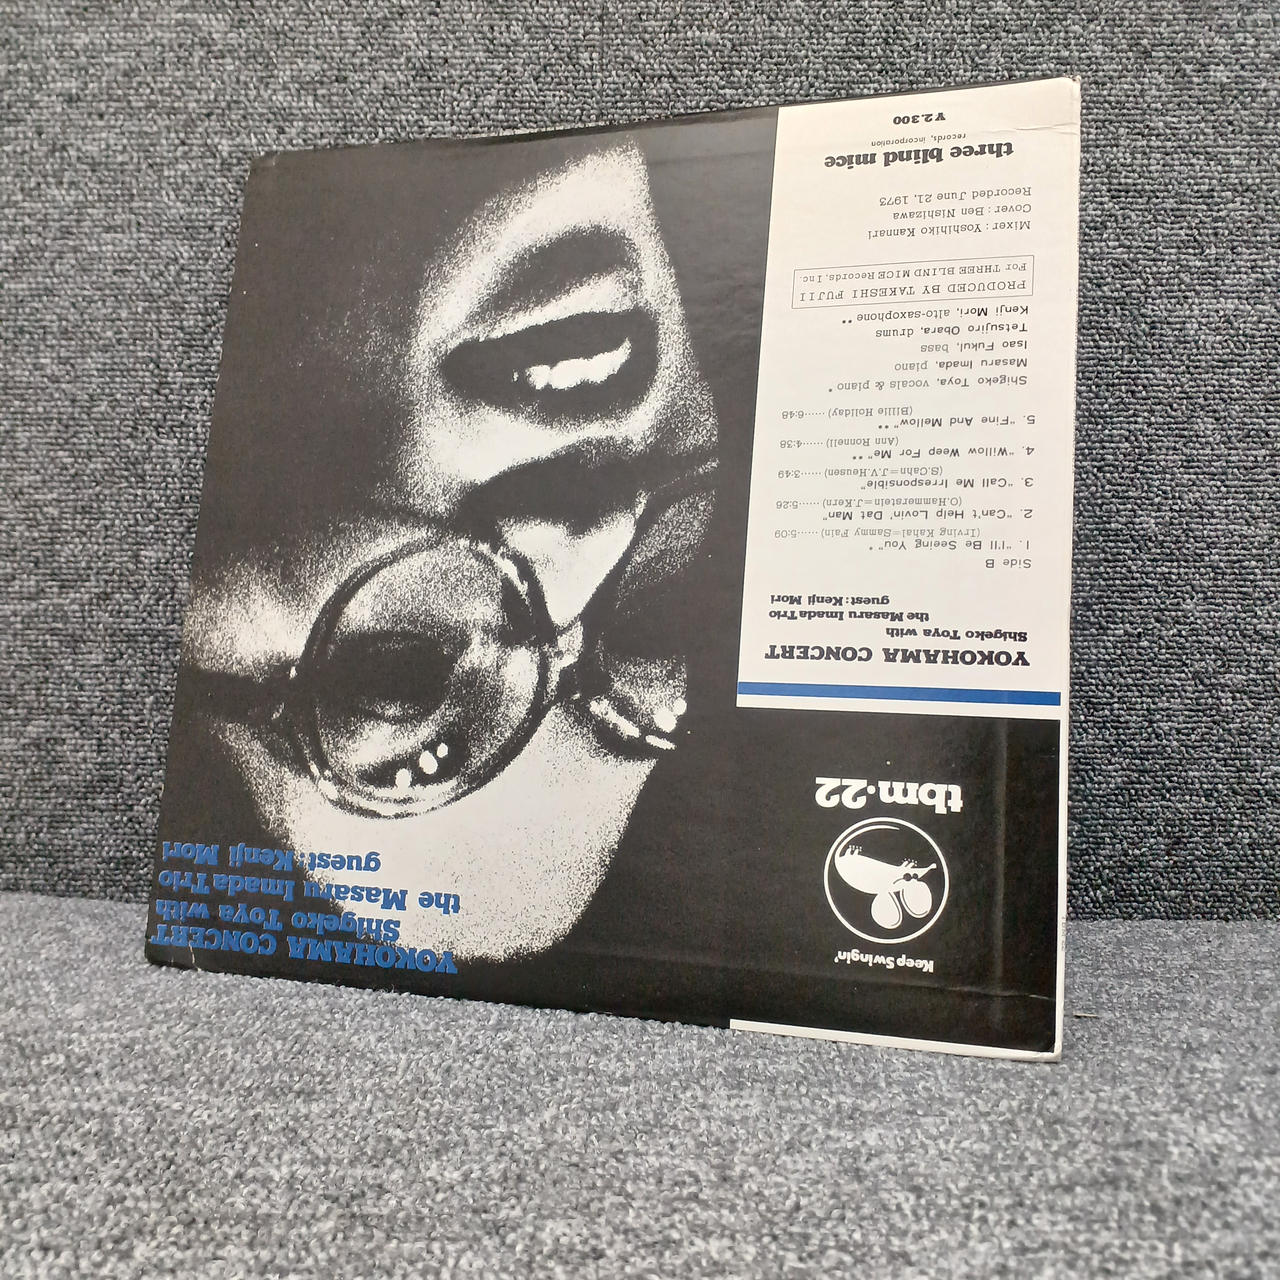 YOKOHAMA CONCERT
Shigeko Toya with
the Masaru Imada Trio
guest: Kenji Mori
Keep Swingin'
tbm・22
YOKOHAMA CONCERT
Shigeko Toya with
the Masaru Imada Trio
guest: Kenji Mori
Side B
1. "I'll Be Seeing You" *
(Irving Kahal=Sammy Fain) ······5:09
2. "Can't Help Lovin' Dat Man"
(O.Hammerstein=J.Kern) ······5:26
3. "Call Me Irresponsible"
(S.Cahn=J.V.Heusen) ······3:49
4. "Willow Weep For Me" **
(Ann Ronnell) ······4:38
5. "Fine And Mellow" **
(Billie Holiday) ······6:48
Shigeko Toya, vocals & piano *
Masaru Imada, piano
Isao Fukui, bass
Tetsujiro Obara, drums
Kenji Mori, alto-saxophone **
PRODUCED BY TAKESHI FUJII
For THREE BLIND MICE Records, Inc.
Mixer : Yoshihiko Kannari
Cover : Ben Nishizawa
Recorded June 21, 1973
three blind mice
records, incorporation
¥2.300